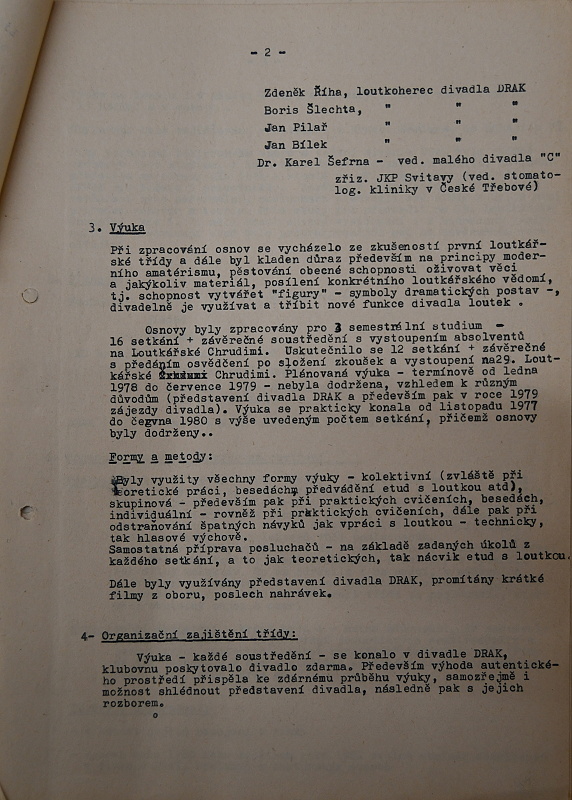 - 2 -
Zdeněk Říha, loutkoherec divadla DRAK
Boris Šlechta, " " "
Jan Pilař " " "
Jan Bílek " " "
Dr. Karel Šefrna - ved. malého divadla "C"
zřiz. JKP Svitavy (ved. stomato-
log. kliniky v České Třebové)
3. Výuka
Při zpracování osnov se vycházelo ze zkušeností první loutkář-
ské třídy a dále byl kladen důraz především na principy moder-
ního amatérismu, pěstování obecné schopnosti oživovat věci
a jakýkoliv materiál, posílení konkrétního loutkářského vědomí,
t.j. schopnost vytvářet "figury" - symboly dramatických postav -,
divadelně je využívat a tříbit nové funkce divadla loutek .
Osnovy byly zpracovány pro 3 semestrální studium -
16 setkání + závěrečné soustředění s vystoupením absolventů
na Loutkářské Chrudimi. Uskutečnilo se 12 setkání + závěrečné
s předáním osvědčení po složení zkoušek a vystoupení na29. Lout-
kářské Chrudimi. Plánovaná výuka - termínově od ledna
1978 do července 1979 - nebyla dodržena, vzhledem k různým
důvodům (představení divadla DRAK a především pak v roce 1979
zájezdy divadla). Výuka se prakticky konala od listopadu 1977
do června 1980 s výše uvedeným počtem setkání, přičemž osnovy
byly dodrženy..
Formy a metody:
Byly využity všechny formy výuky - kolektivní (zvláště při
teoretické práci, besedách, předvádění etud s loutkou atd),
skupinové - především pak při praktických cvičeních, besedách,
individuální - rovněž při praktických cvičeních, dále pak při
odstraňování špatných návyků jak vpráci s loutkou - technicky,
tak hlasové výchově.
Samostatná příprava posluchačů - na základě zadaných úkolů z
každého setkání, a to jak teoretických, tak nácvik etud s loutkou.
Dále byly využívány představení divadla DRAK, promítány krátké
filmy z oboru, poslech nahrávek.
4- Organizační zajištění třídy:
Výuka - každé soustředění - se konalo v divadle DRAK,
klubovnu poskytovalo divadlo zdarma. Především výhoda autentické-
ho prostředí přispěla ke zdárnému průběhu výuky, samozřejmě i
možnost shlédnout představení divadla, následně pak s jejich
rozborem.